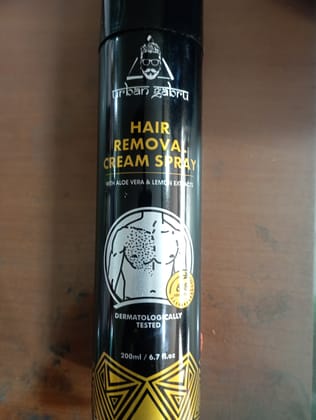 urban gabru
HAIR
REMOVAL
CREAM SPRAY
WITH ALOE VERA & LEMON EXTRACTS
DERMATOLOGICALLY
TESTED
200ml / 6.7 fl.oz